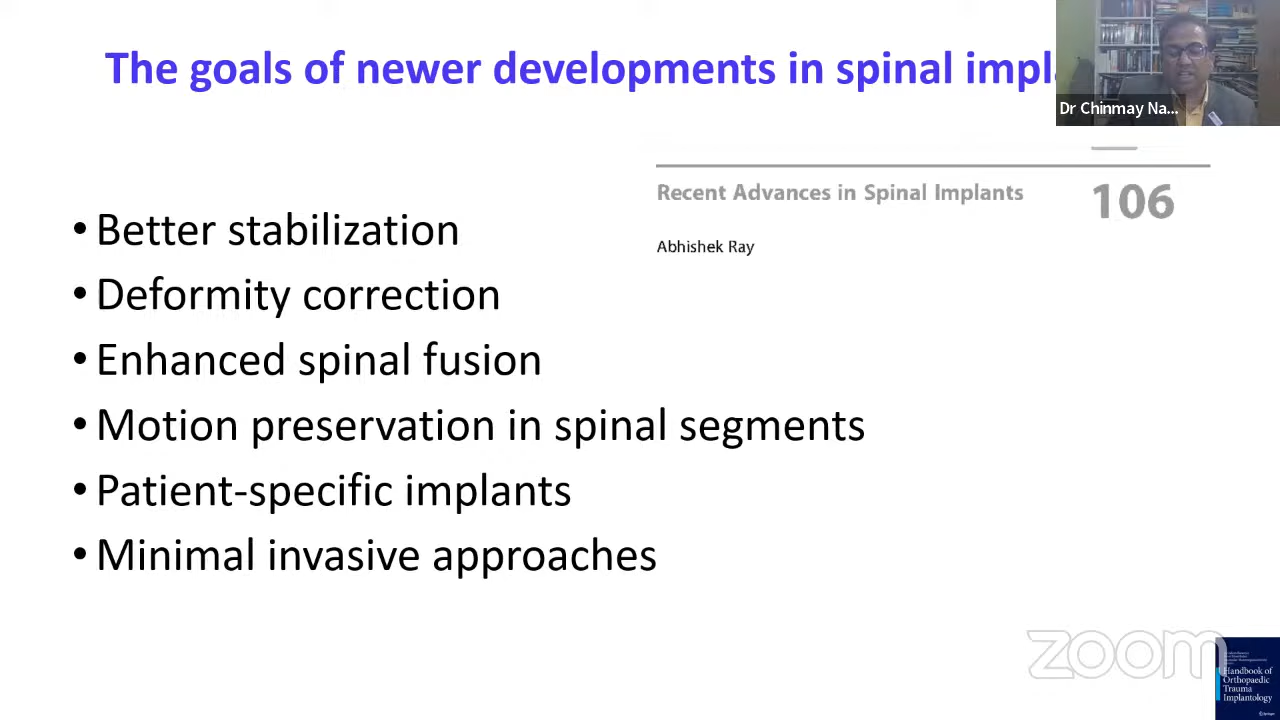 The goals of newer developments in spinal impl
Dr Chinmay Na...
Recent Advances in Spinal Implants
106
Abhishek Ray
• Better stabilization
• Deformity correction
• Enhanced spinal fusion
• Motion preservation in spinal segments
• Patient-specific implants
• Minimal invasive approaches
zoom
Handbook of
Orthopaedic
Trauma
Implantology
Springer